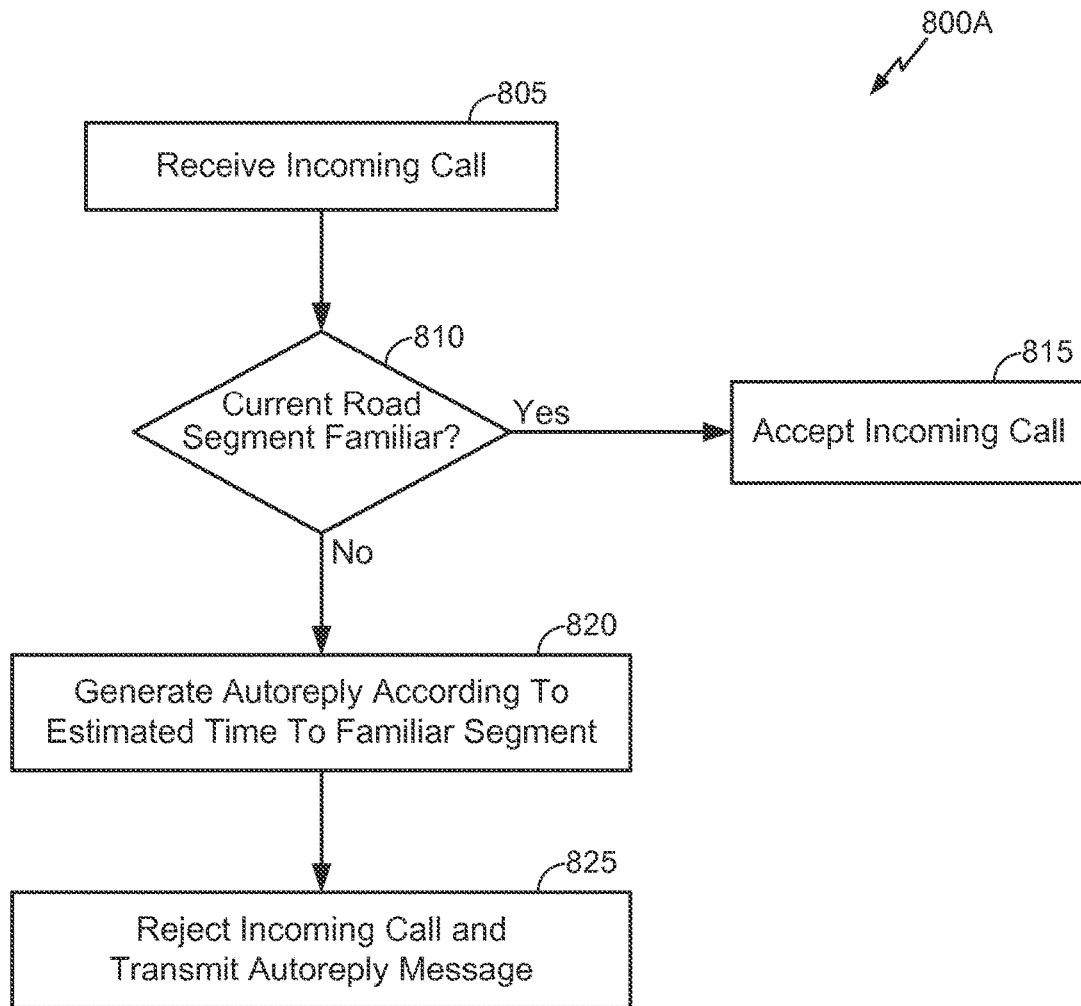 800A
805
Receive Incoming Call
810
Current Road
Segment Familiar?
Yes
815
Accept Incoming Call
No
820
Generate Autoreply According To
Estimated Time To Familiar Segment
825
Reject Incoming Call and
Transmit Autoreply Message